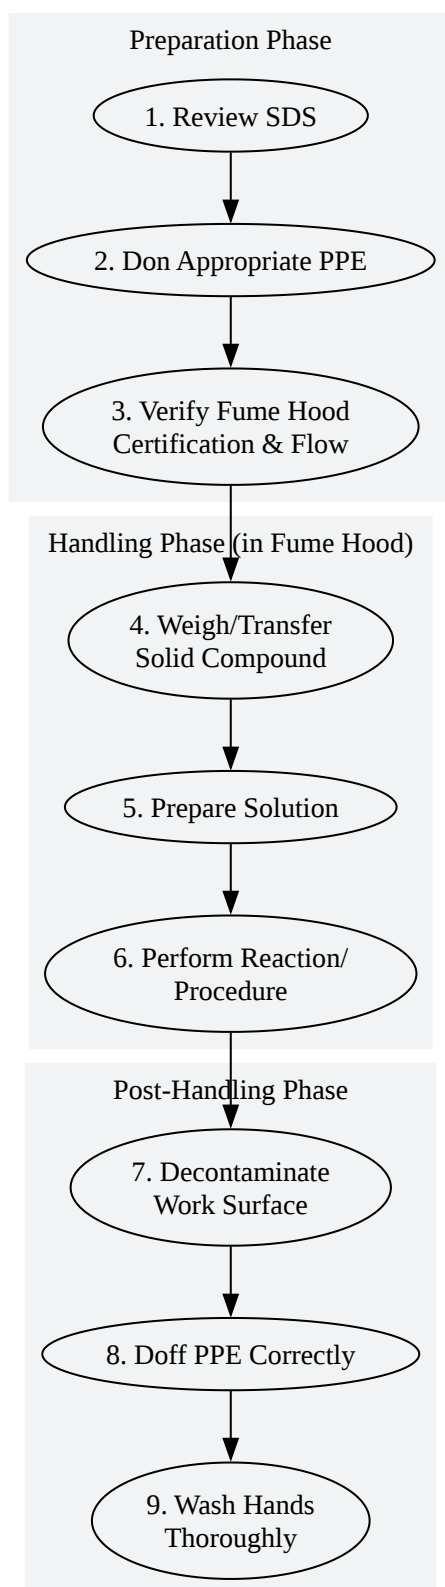 Preparation Phase
1. Review SDS
2. Don Appropriate PPE
3. Verify Fume Hood
Certification & Flow
Handling Phase (in Fume Hood)
4. Weigh/Transfer
Solid Compound
5. Prepare Solution
6. Perform Reaction/
Procedure
Post-Handling Phase
7. Decontaminate
Work Surface
8. Doff PPE Correctly
9. Wash Hands
Thoroughly